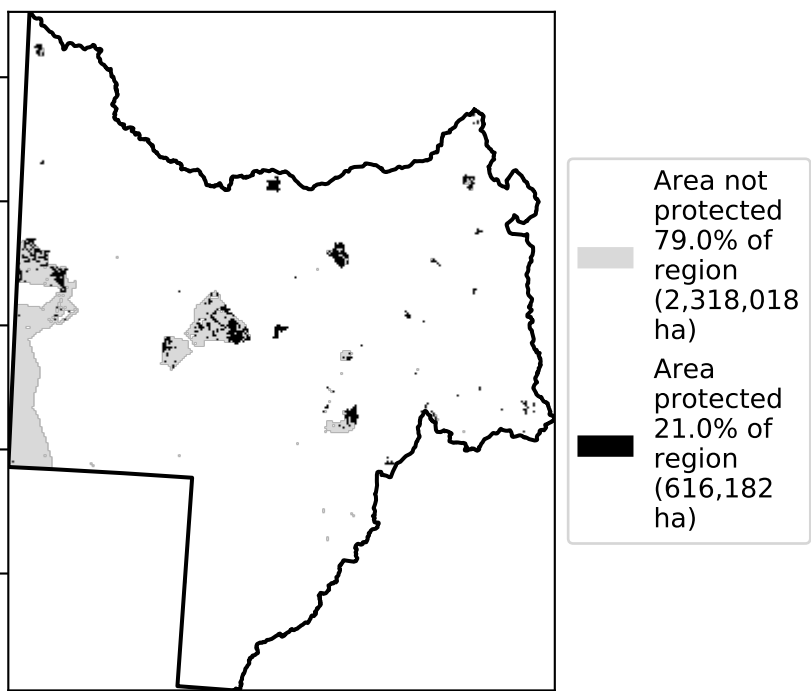 Area not
protected
79.0% of
region
(2,318,018
ha)
Area
protected
21.0% of
region
(616,182
ha)